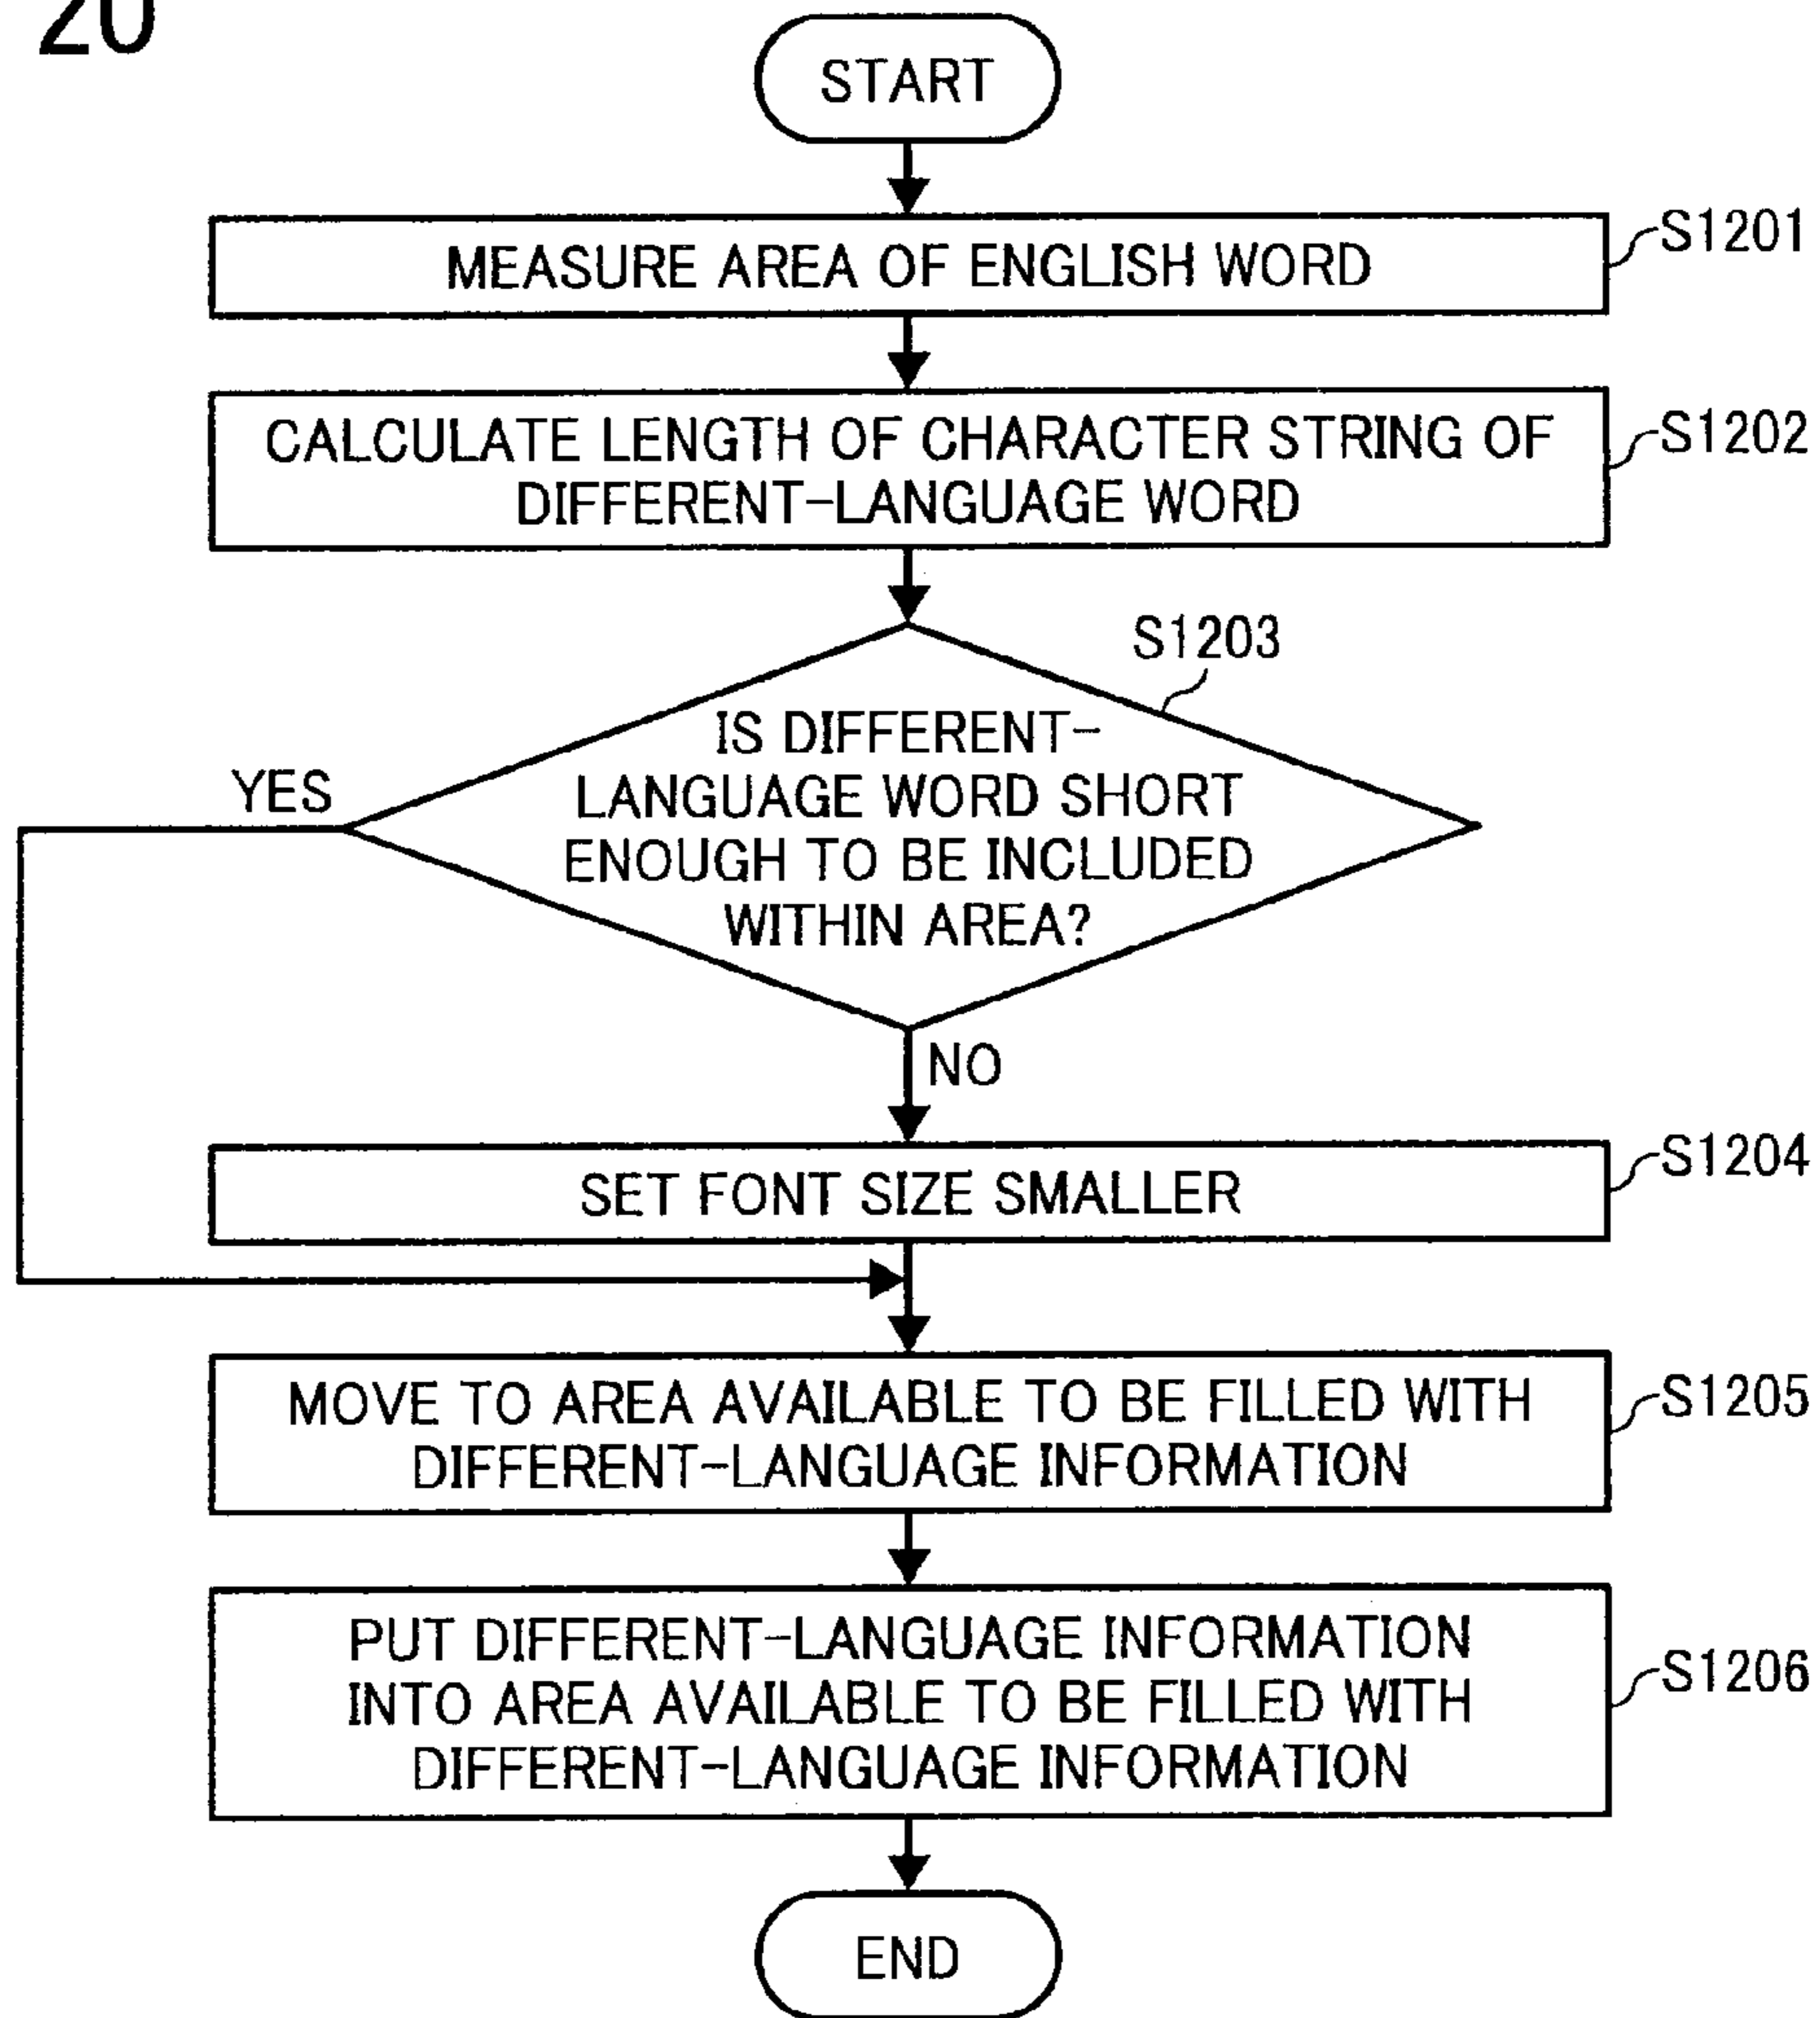 20
START
MEASURE AREA OF ENGLISH WORD
S1201
CALCULATE LENGTH OF CHARACTER STRING OF
DIFFERENT-LANGUAGE WORD
S1202
S1203
IS DIFFERENT-
LANGUAGE WORD SHORT
ENOUGH TO BE INCLUDED
WITHIN AREA?
YES
NO
SET FONT SIZE SMALLER
S1204
MOVE TO AREA AVAILABLE TO BE FILLED WITH
DIFFERENT-LANGUAGE INFORMATION
S1205
PUT DIFFERENT-LANGUAGE INFORMATION
INTO AREA AVAILABLE TO BE FILLED WITH
DIFFERENT-LANGUAGE INFORMATION
S1206
END